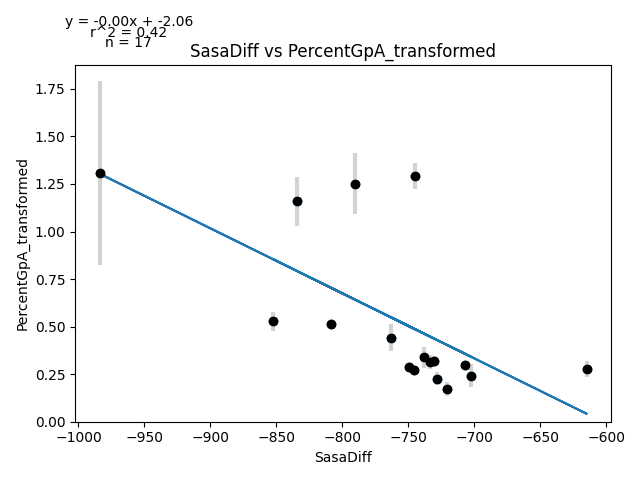 y = -0.00x + -2.06
r^2 = 0.42
n = 17
SasaDiff vs PercentGpA_transformed
PercentGpA_transformed
1.75
1.50
1.25
1.00
0.75
0.50
0.25
0.00
−1000 −950 −900 −850 −800 −750 −700 −650 −600
SasaDiff